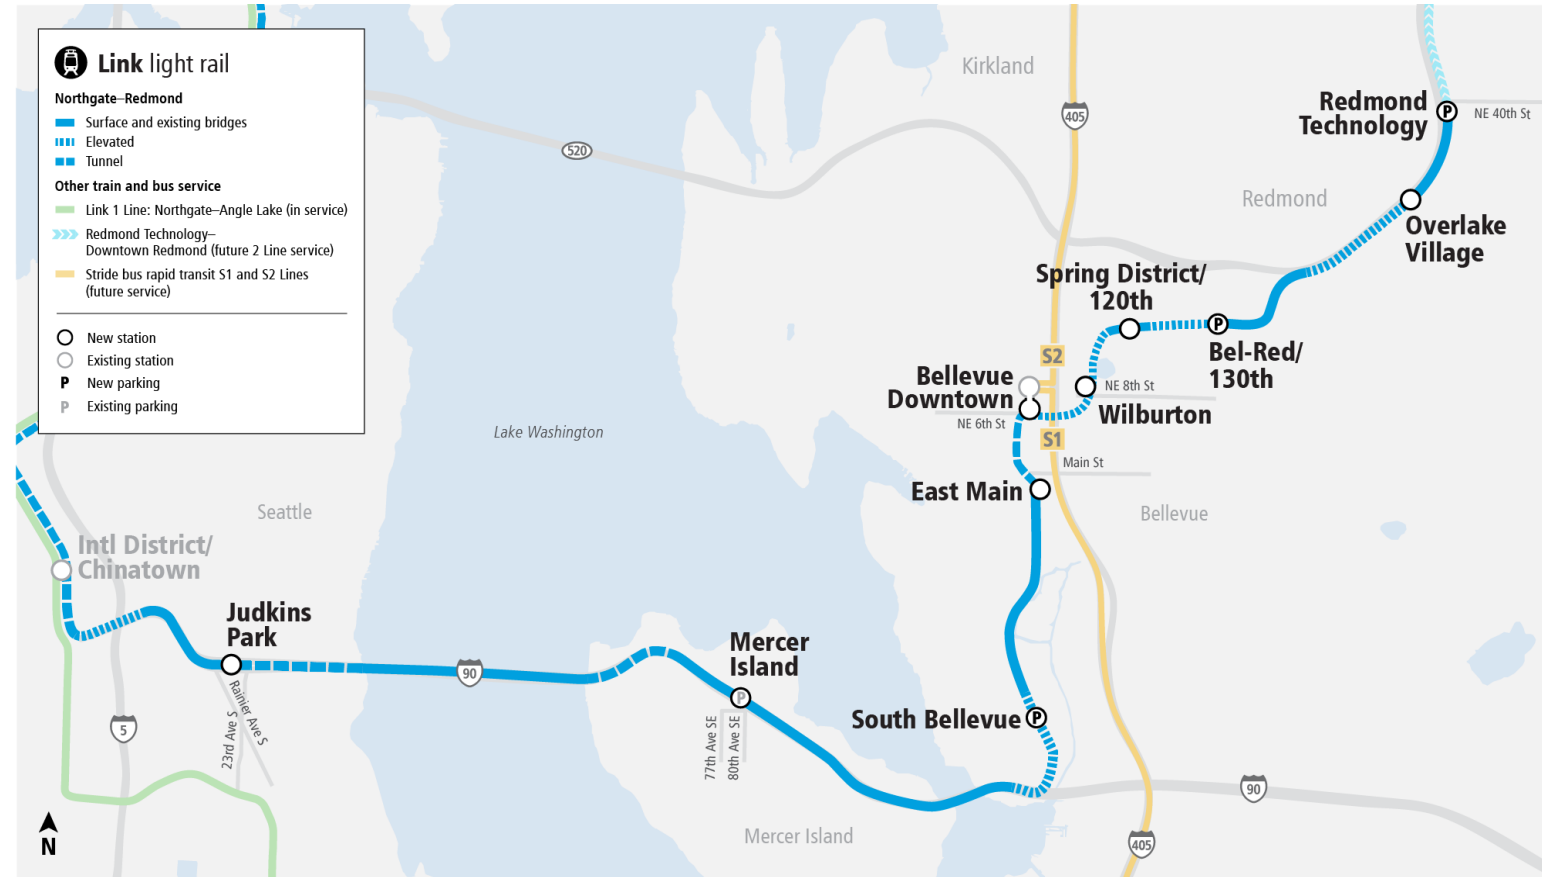 Link light rail
Northgate–Redmond
Surface and existing bridges
Elevated
Tunnel
Other train and bus service
Link 1 Line: Northgate–Angle Lake (in service)
Redmond Technology–
Downtown Redmond (future 2 Line service)
Stride bus rapid transit S1 and S2 Lines
(future service)
New station
Existing station
P
New parking
P
Existing parking
Kirkland
405
520
Redmond
Technology
P
NE 40th St
Redmond
Overlake
Village
Spring District/
120th
P
Bel-Red/
130th
S2
Bellevue
Downtown
NE 8th St
Wilburton
NE 6th St
S1
Main St
Lake Washington
East Main
Seattle
Bellevue
Intl District/
Chinatown
Judkins
Park
Mercer
Island
P
90
Rainier Ave S
23rd Ave S
77th Ave SE
80th Ave SE
South Bellevue
P
5
90
Mercer Island
405
N